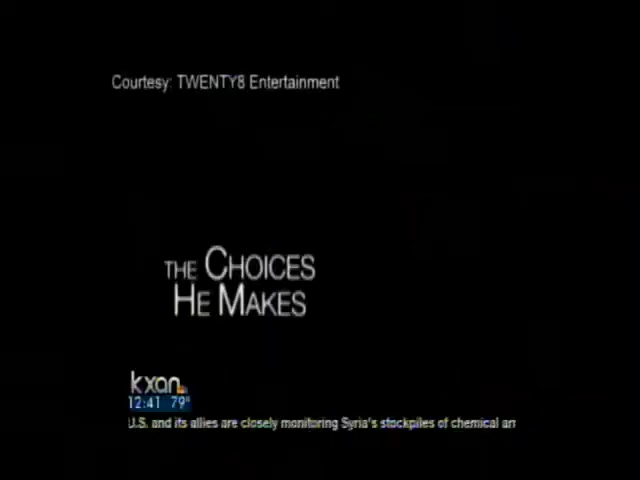 Courtesy: TWENTY8 Entertainment
THE CHOICES
HE MAKES
kxan
12:41 79°
U.S. and its allies are closely monitoring Syria's stockpiles of chemical